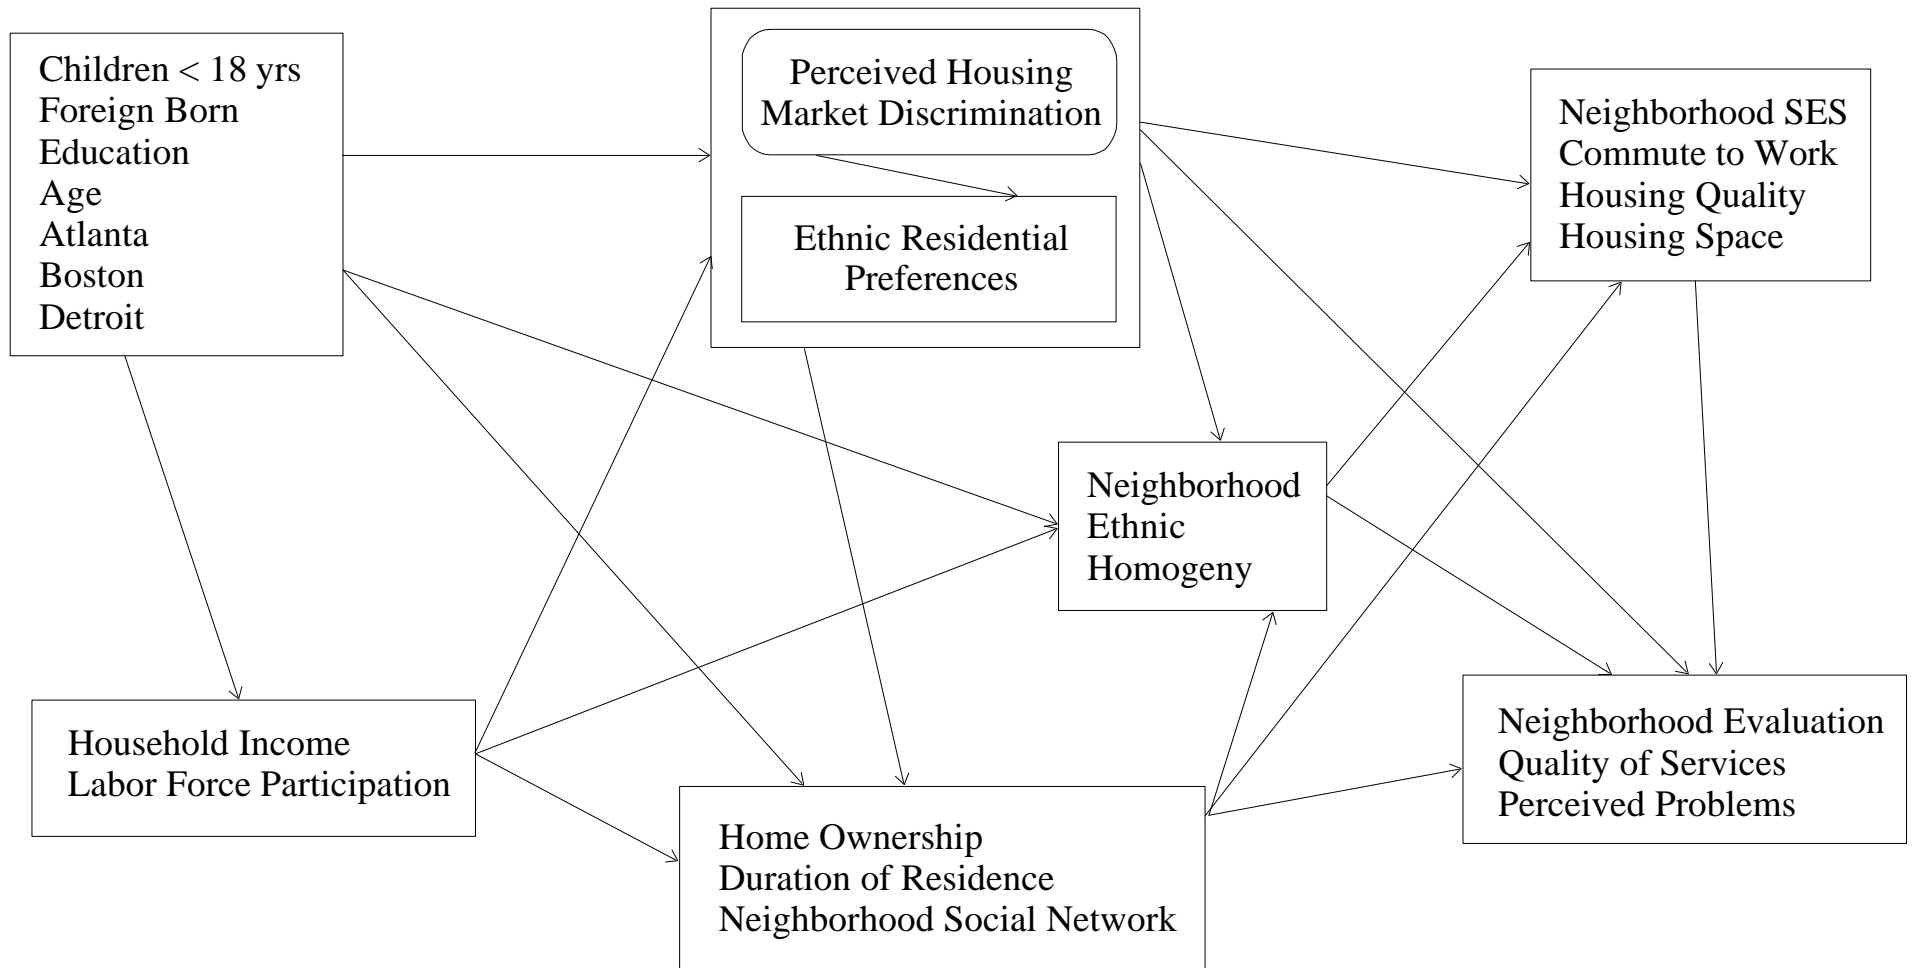 Children < 18 yrs
Foreign Born
Education
Age
Atlanta
Boston
Detroit
Perceived Housing
Market Discrimination
Ethnic Residential
Preferences
Neighborhood SES
Commute to Work
Housing Quality
Housing Space
Neighborhood
Ethnic
Homogeny
Household Income
Labor Force Participation
Home Ownership
Duration of Residence
Neighborhood Social Network
Neighborhood Evaluation
Quality of Services
Perceived Problems